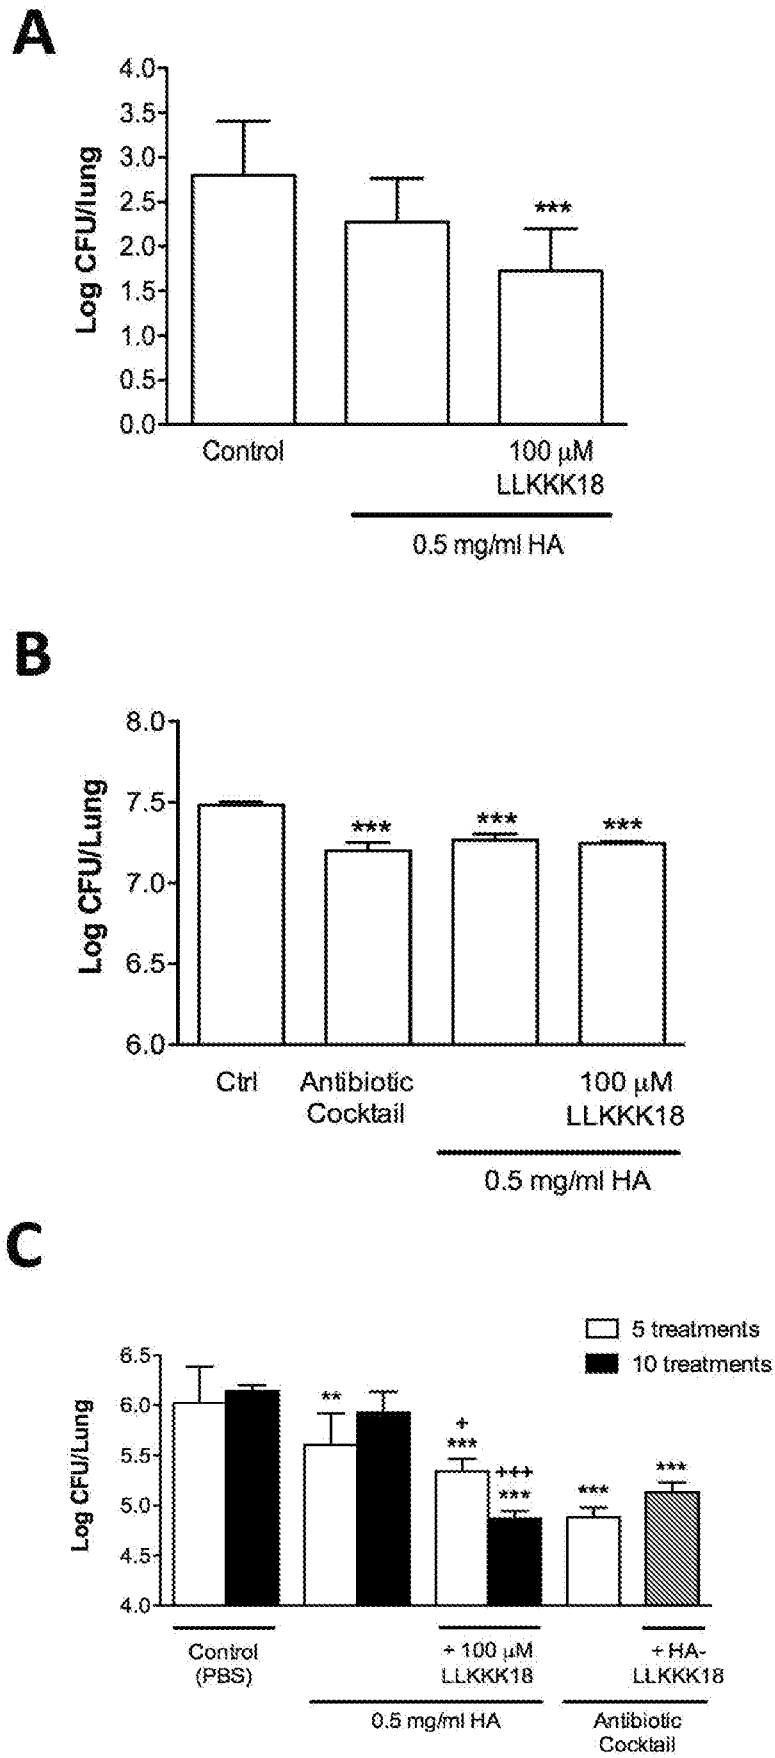 A
Log CFU/lung
4.0
3.5
3.0
2.5
2.0
1.5
1.0
0.5
0.0
***
Control
100 µM
LLKKK18
0.5 mg/ml HA
B
Log CFU/Lung
8.0
7.5
7.0
6.5
6.0
***
***
***
Ctrl
Antibiotic
Cocktail
100 µM
LLKKK18
0.5 mg/ml HA
C
5 treatments
10 treatments
Log CFU/Lung
6.5
6.0
5.5
5.0
4.5
4.0
**
+
***
+++
***
***
***
Control
(PBS)
+ 100 µM
LLKKK18
+ HA-
LLKKK18
0.5 mg/ml HA
Antibiotic
Cocktail